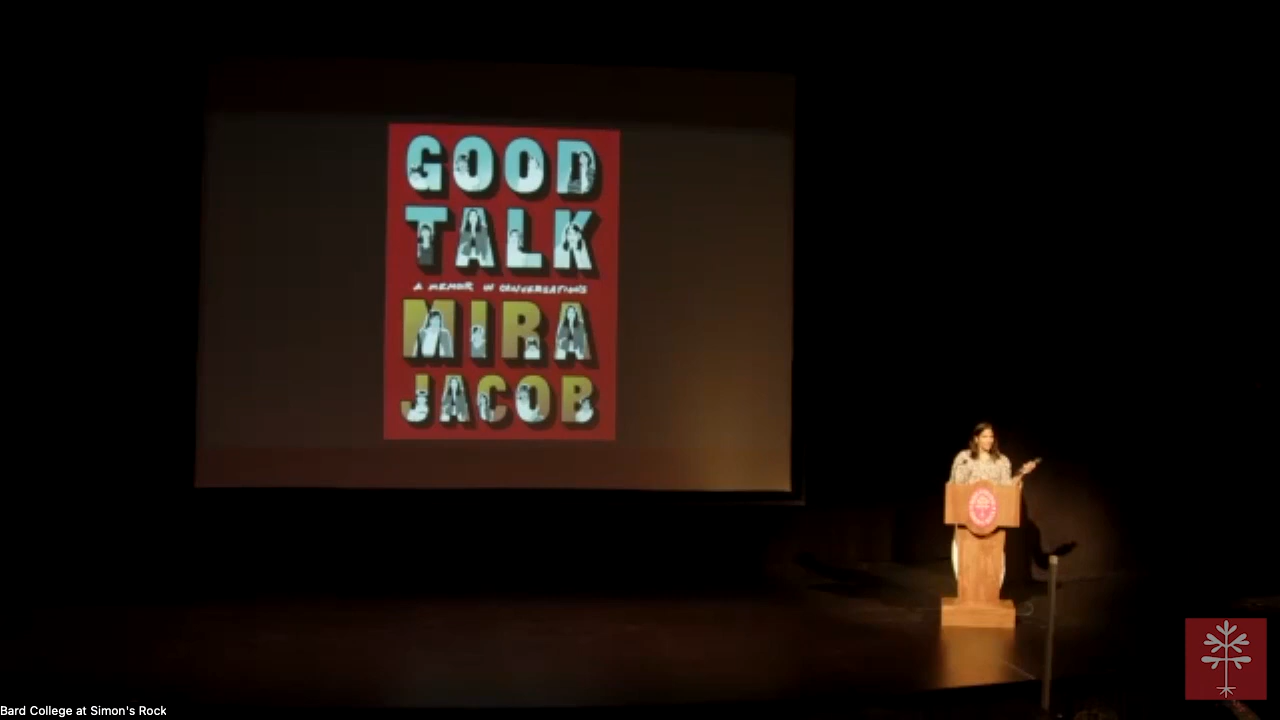 GOOD
TALK
A MEMOIR IN CONVERSATIONS
MIRA
JACOB
Bard College at Simon's Rock